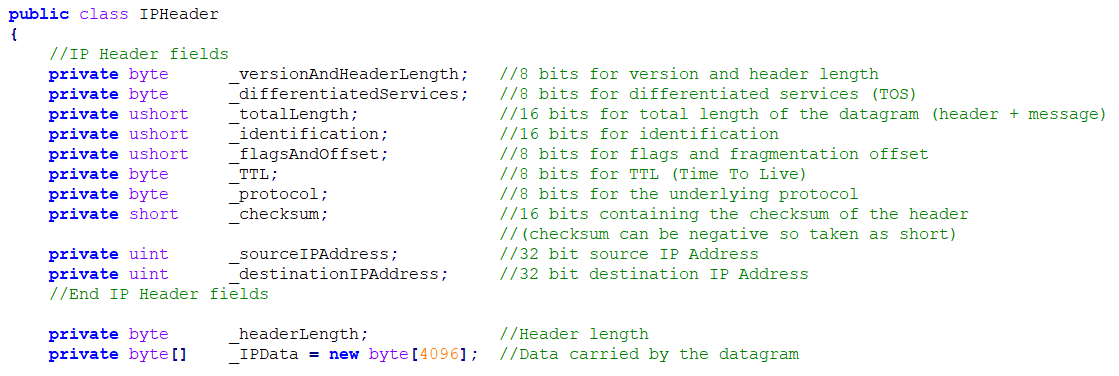 public class IPHeader
{
    //IP Header fields
    private byte      _versionAndHeaderLength;   //8 bits for version and header length
    private byte      _differentiatedServices;   //8 bits for differentiated services (TOS)
    private ushort    _totalLength;              //16 bits for total length of the datagram (header + message)
    private ushort    _identification;           //16 bits for identification
    private ushort    _flagsAndOffset;           //8 bits for flags and fragmentation offset
    private byte      _TTL;                      //8 bits for TTL (Time To Live)
    private byte      _protocol;                 //8 bits for the underlying protocol
    private short     _checksum;                 //16 bits containing the checksum of the header
                                                 //(checksum can be negative so taken as short)
    private uint      _sourceIPAddress;          //32 bit source IP Address
    private uint      _destinationIPAddress;     //32 bit destination IP Address
    //End IP Header fields

    private byte      _headerLength;             //Header length
    private byte[]    _IPData = new byte[4096];  //Data carried by the datagram